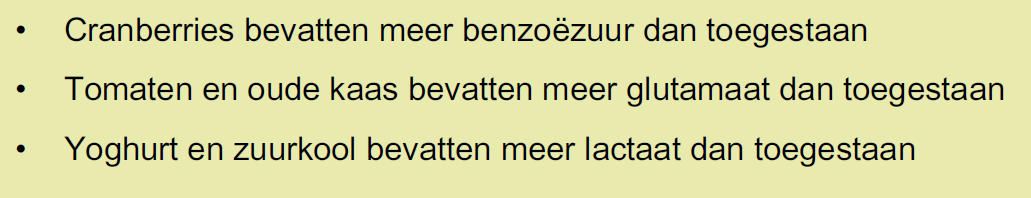 • Cranberries bevatten meer benzoëzuur dan toegestaan
• Tomaten en oude kaas bevatten meer glutamaat dan toegestaan
• Yoghurt en zuurkool bevatten meer lactaat dan toegestaan